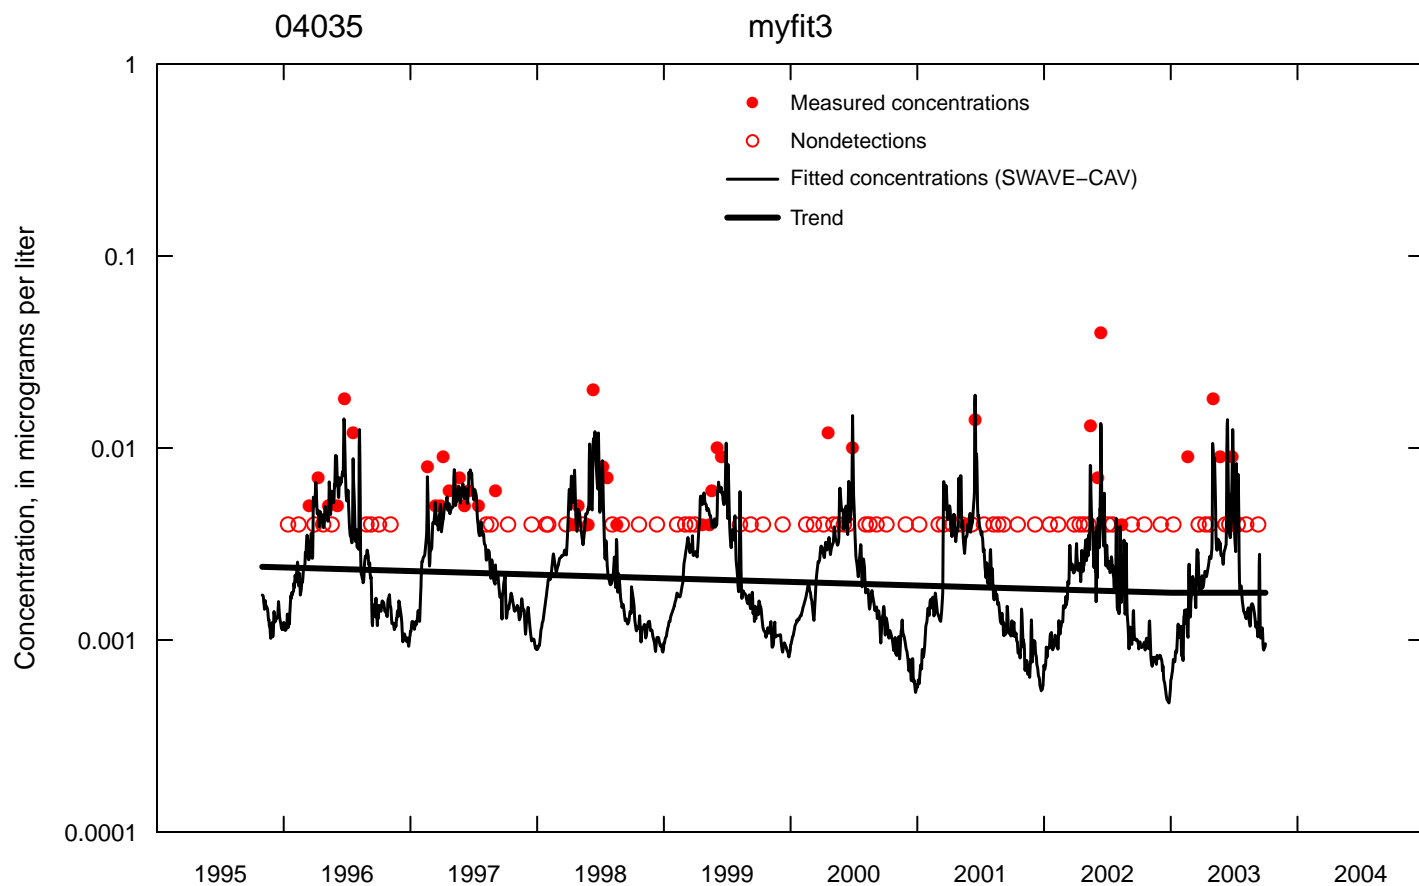 04035 myfit3
1
0.1
0.01
0.001
0.0001
Concentration, in micrograms per liter
Measured concentrations
Nondetections
Fitted concentrations (SWAVE−CAV)
Trend
1995 1996 1997 1998 1999 2000 2001 2002 2003 2004